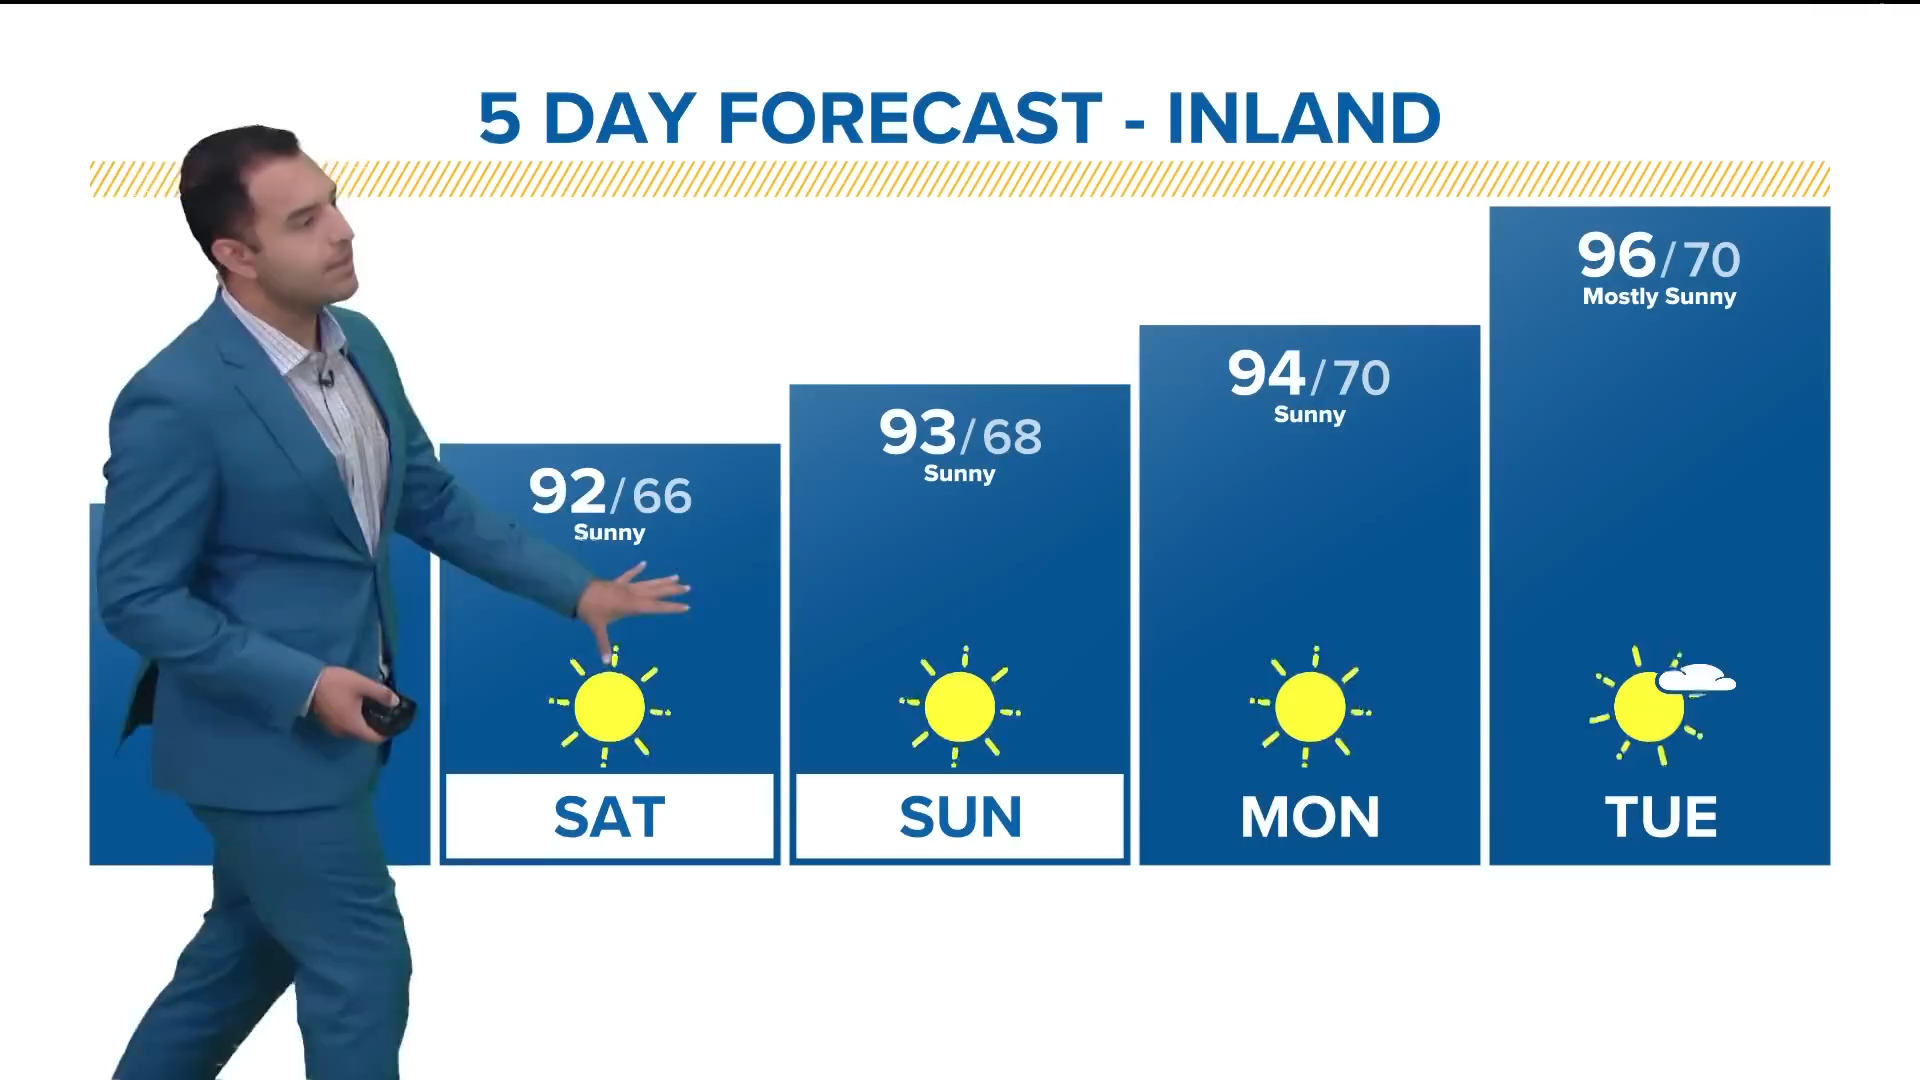 5 DAY FORECAST - INLAND
92/66
Sunny
SAT
93/68
Sunny
SUN
94/70
Sunny
MON
96/70
Mostly Sunny
TUE